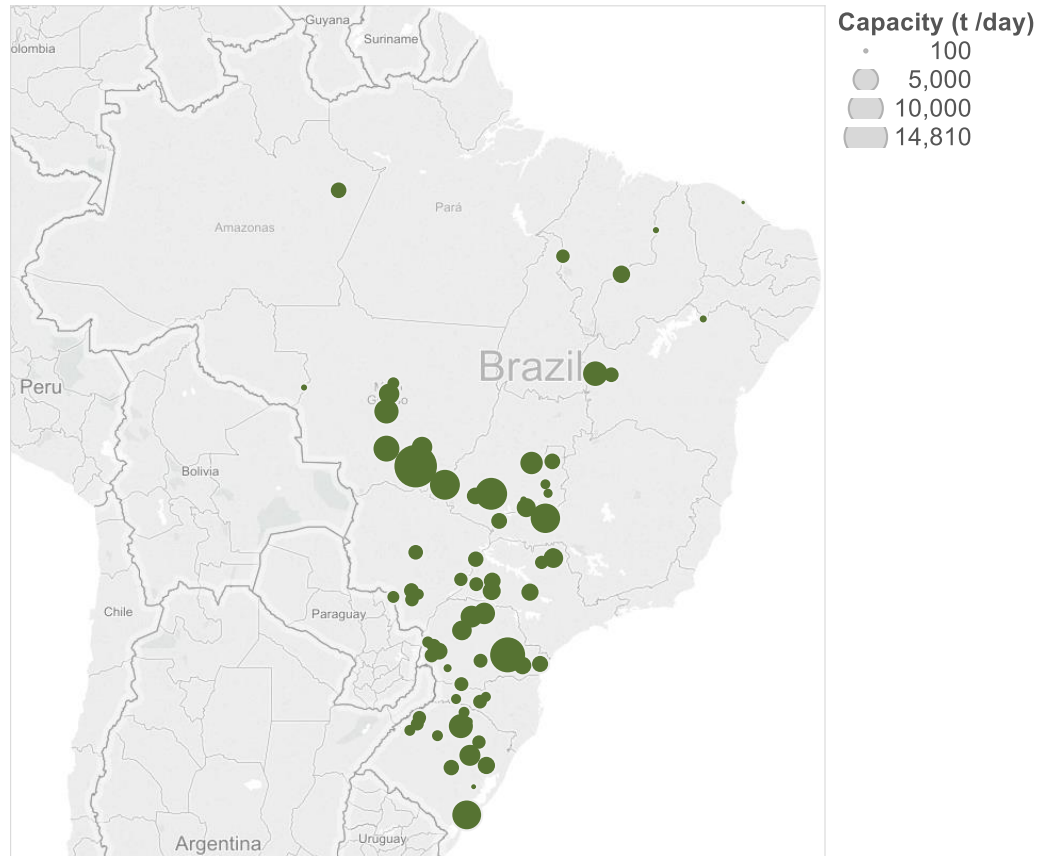 Guyana
Suriname
olombia
Capacity (t /day)
100
5,000
10,000
14,810
Pará
Amazonas
Brazil
Peru
Bolivia
Chile
Paraguay
Argentina
Uruguay